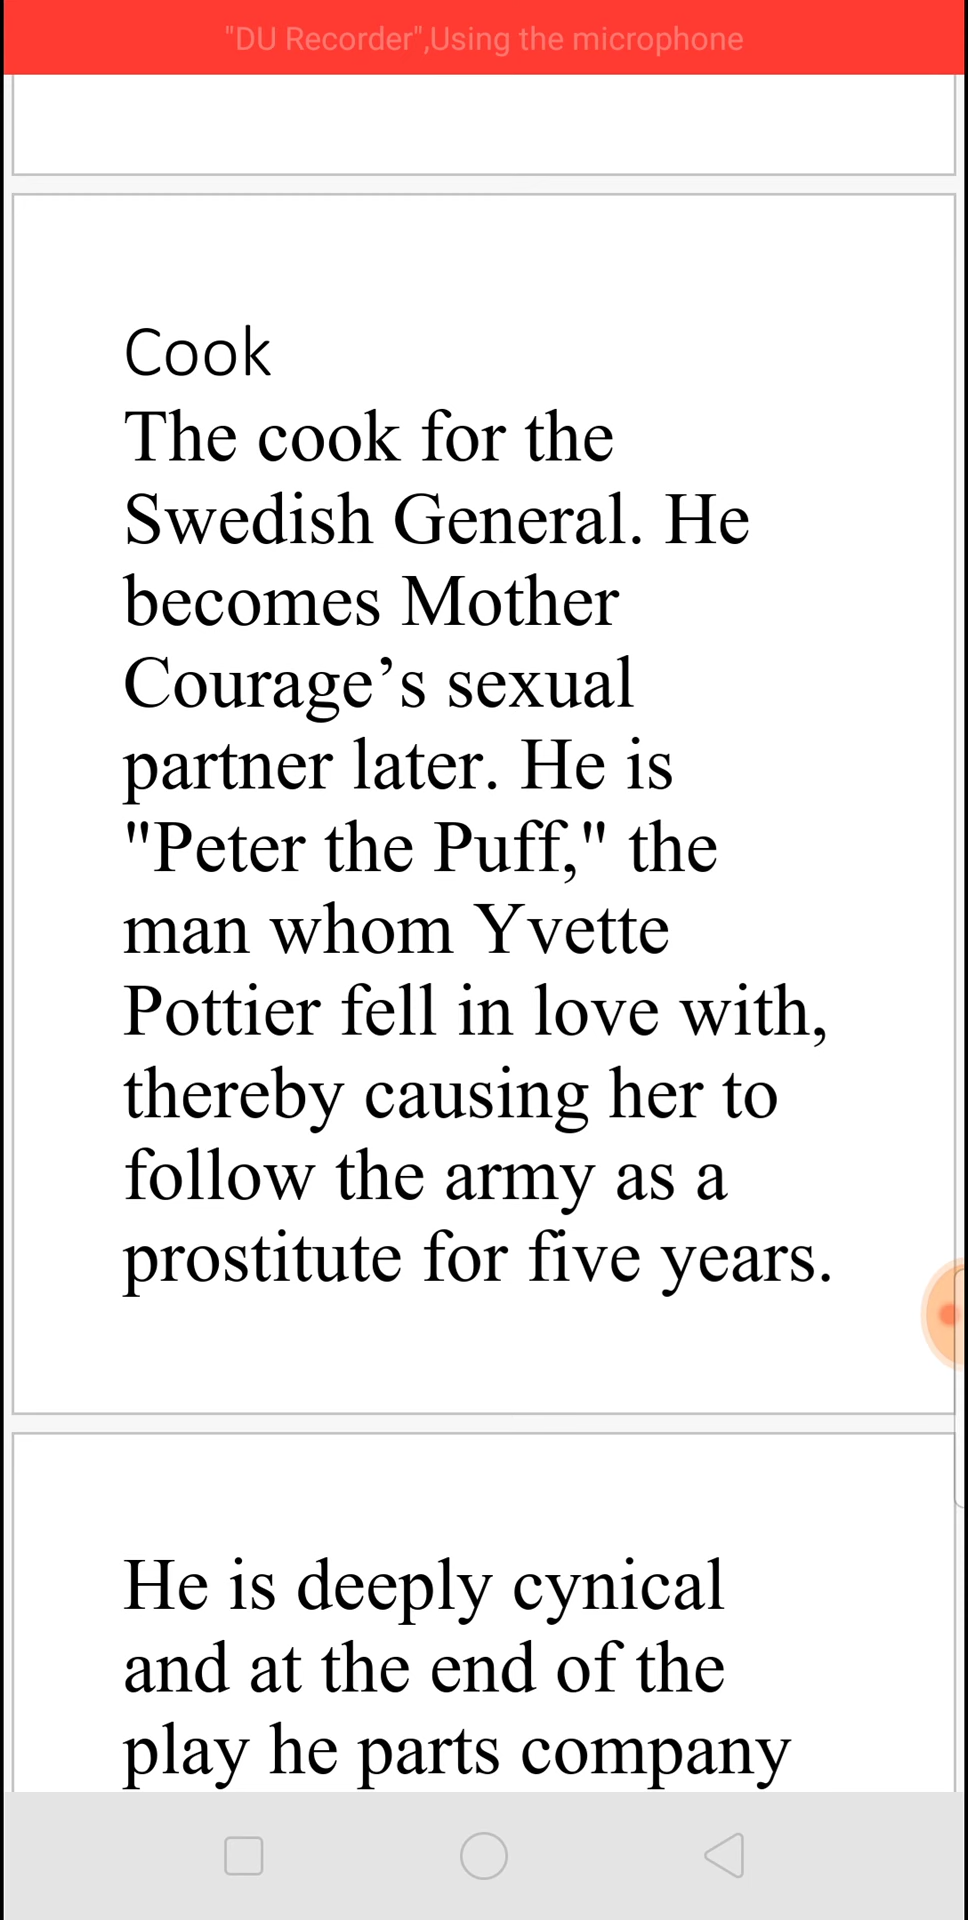 "DU Recorder",Using the microphone
Cook
The cook for the
Swedish General. He
becomes Mother
Courage’s sexual
partner later. He is
"Peter the Puff," the
man whom Yvette
Pottier fell in love with,
thereby causing her to
follow the army as a
prostitute for five years.
He is deeply cynical
and at the end of the
play he parts company